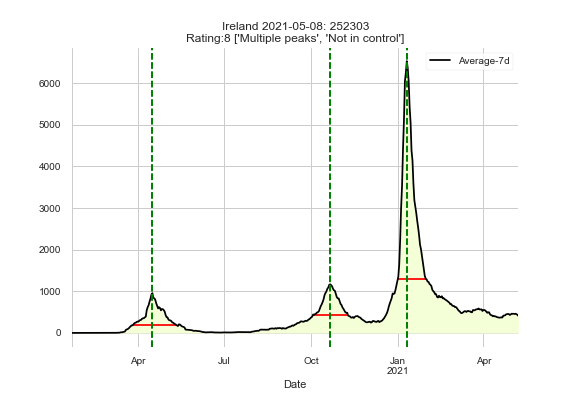 Ireland 2021-05-08: 252303
Rating:8 ['Multiple peaks', 'Not in control']
Average-7d
6000
5000
4000
3000
2000
1000
0
Apr Jul Oct Jan Apr
2021
Date